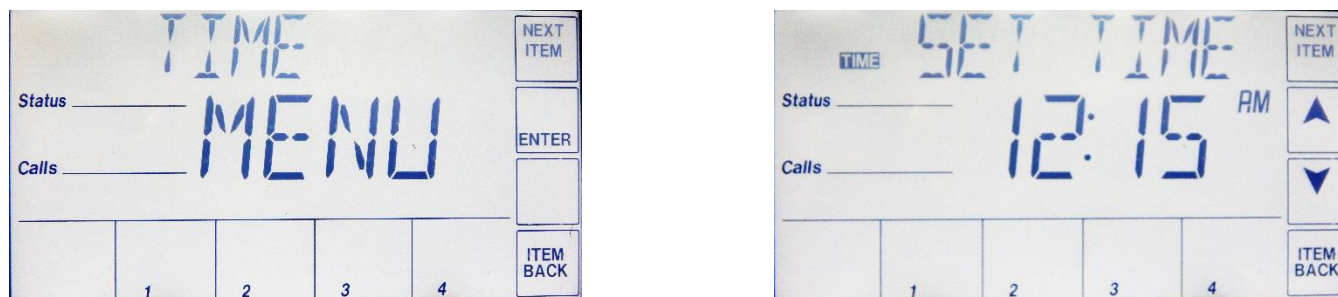 TIME
MENU
Status
Calls
NEXT
ITEM
ENTER
ITEM
BACK
1 2 3 4
TIME SET TIME
Status
12:15 PM
Calls
NEXT
ITEM
ITEM
BACK
1 2 3 4